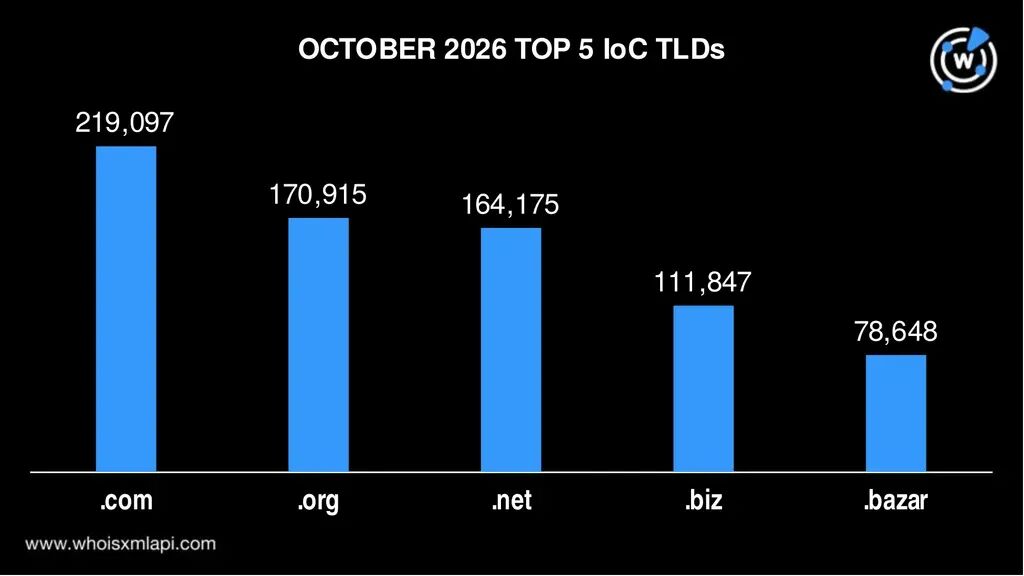 OCTOBER 2026 TOP 5 IoC TLDs
W
219,097
170,915
164,175
111,847
78,648
.com
.org
.net
.biz
.bazar
www.whoisxmlapi.com